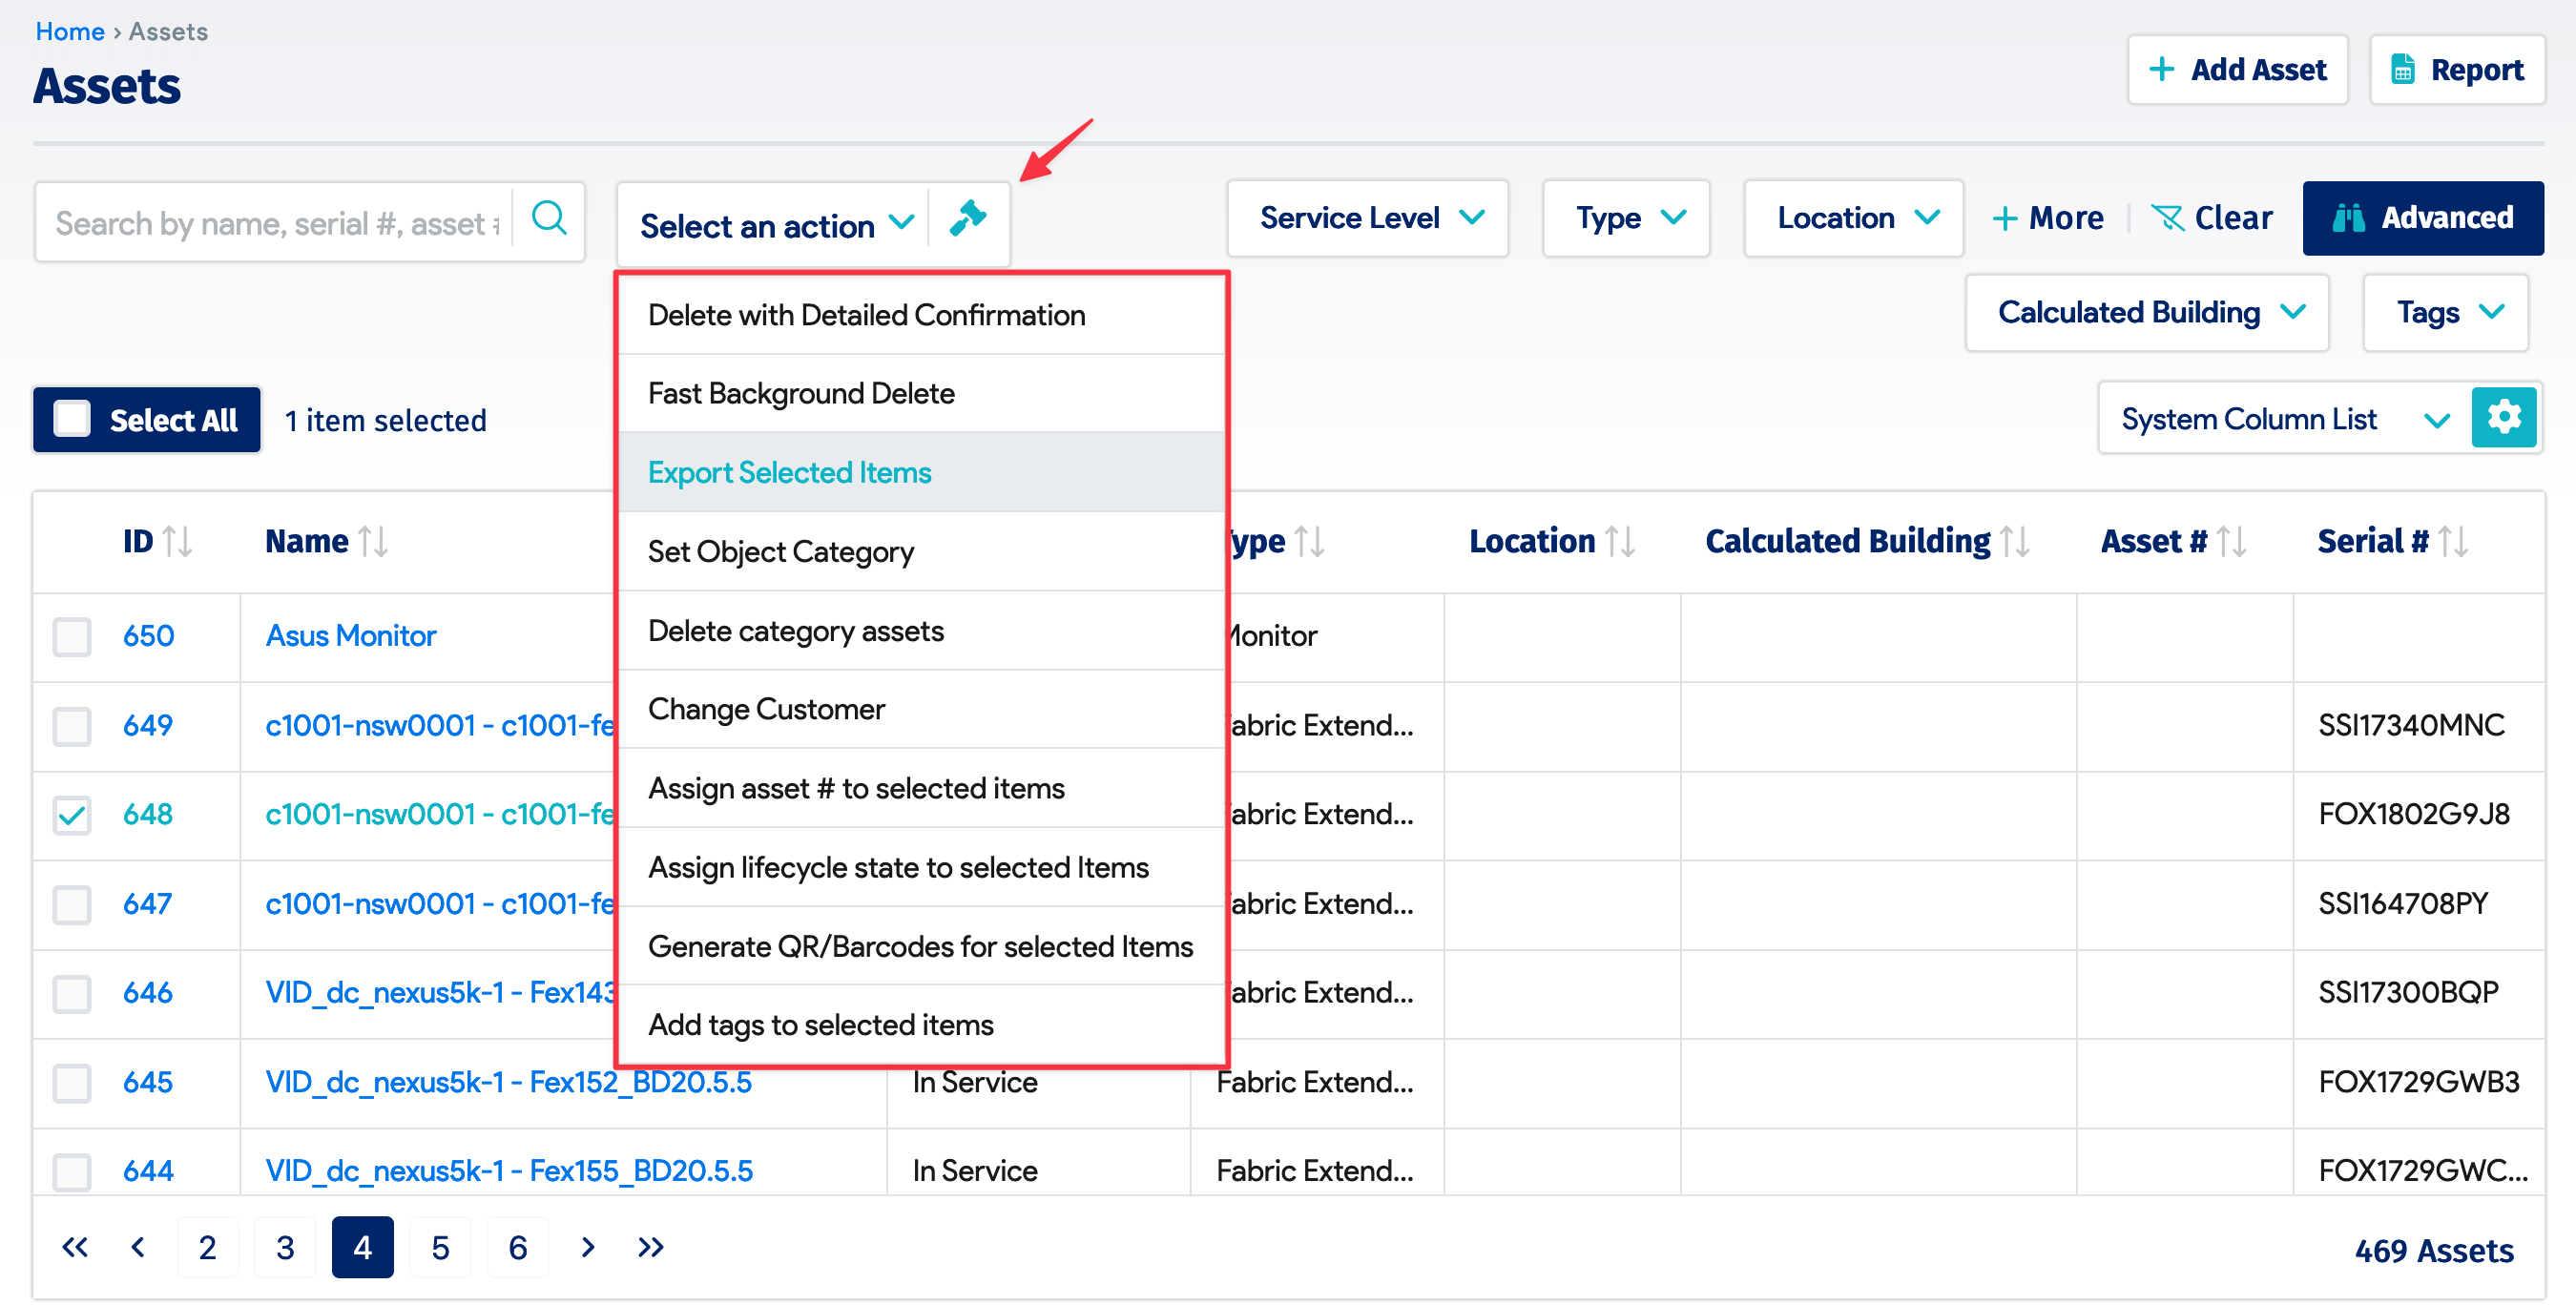 Home › Assets
Assets
+ Add Asset
Report
Search by name, serial #, asset #
Select an action
Service Level
Type
Location
+ More
Clear
Advanced
Calculated Building
Tags
Delete with Detailed Confirmation
Fast Background Delete
Export Selected Items
Set Object Category
Delete category assets
Change Customer
Assign asset # to selected items
Assign lifecycle state to selected Items
Generate QR/Barcodes for selected Items
Add tags to selected items
Select All
1 item selected
System Column List
ID Name Type Location Calculated Building Asset # Serial #
650 Asus Monitor Monitor
649 c1001-nsw0001 - c1001-fe Fabric Extend... SSI17340MNC
648 c1001-nsw0001 - c1001-fe Fabric Extend... FOX1802G9J8
647 c1001-nsw0001 - c1001-fe Fabric Extend... SSI164708PY
646 VID_dc_nexus5k-1 - Fex143 Fabric Extend... SSI17300BQP
645 VID_dc_nexus5k-1 - Fex152_BD20.5.5 In Service Fabric Extend... FOX1729GWB3
644 VID_dc_nexus5k-1 - Fex155_BD20.5.5 In Service Fabric Extend... FOX1729GWC...
« ‹ 2 3 4 5 6 › »
469 Assets